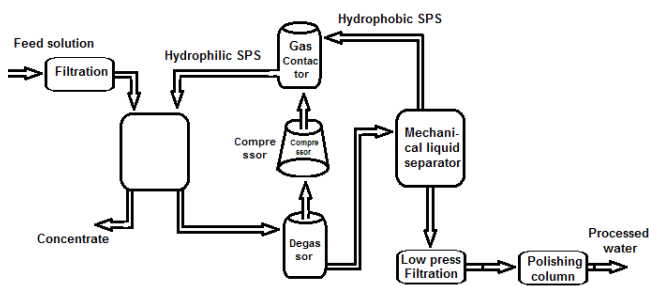 Hydrophobic SPS
Feed solution
Hydrophilic SPS
Gas
Contac
tor
Filtration
Compre
ssor
Compre
ssor
Mechani-
cal liquid
separator
Concentrate
Degas
sor
Low press
Filtration
Polishing
column
Processed
water